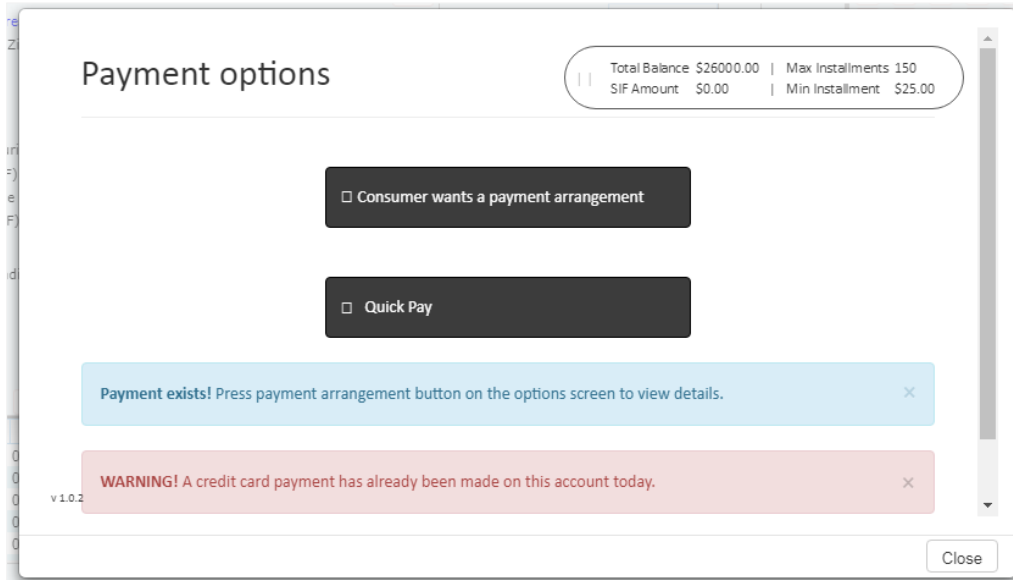 Payment options
Total Balance $26000.00 | Max Installments 150
SIF Amount $0.00 | Min Installment $25.00
Consumer wants a payment arrangement
Quick Pay
Payment exists! Press payment arrangement button on the options screen to view details. ×
WARNING! A credit card payment has already been made on this account today. ×
v 1.0.2
Close